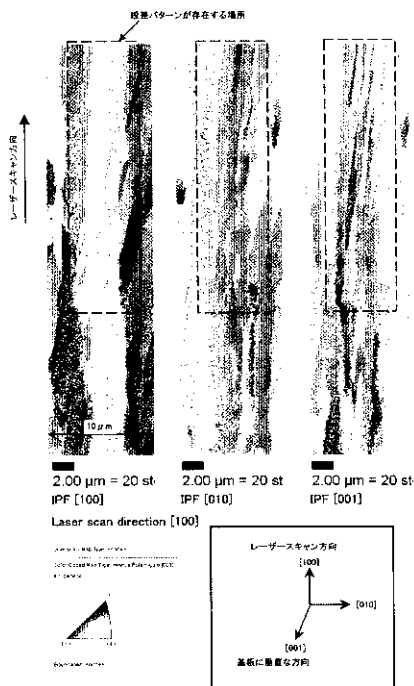 段差パターンが存在する場所
レーザースキャン方向
10μm
2.00 μm = 20 st
IPF [100]
2.00 μm = 20 st
IPF [010]
2.00 μm = 20 st
IPF [001]
Laser scan direction [100]
レーザースキャン方向
[100]
[010]
[001]
基板に垂直な方向